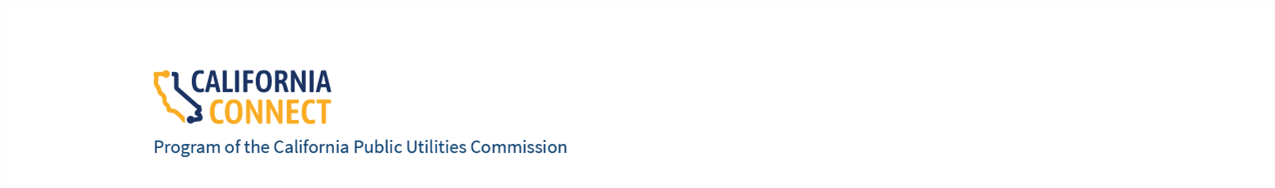 CALIFORNIA
CONNECT
Program of the California Public Utilities Commission